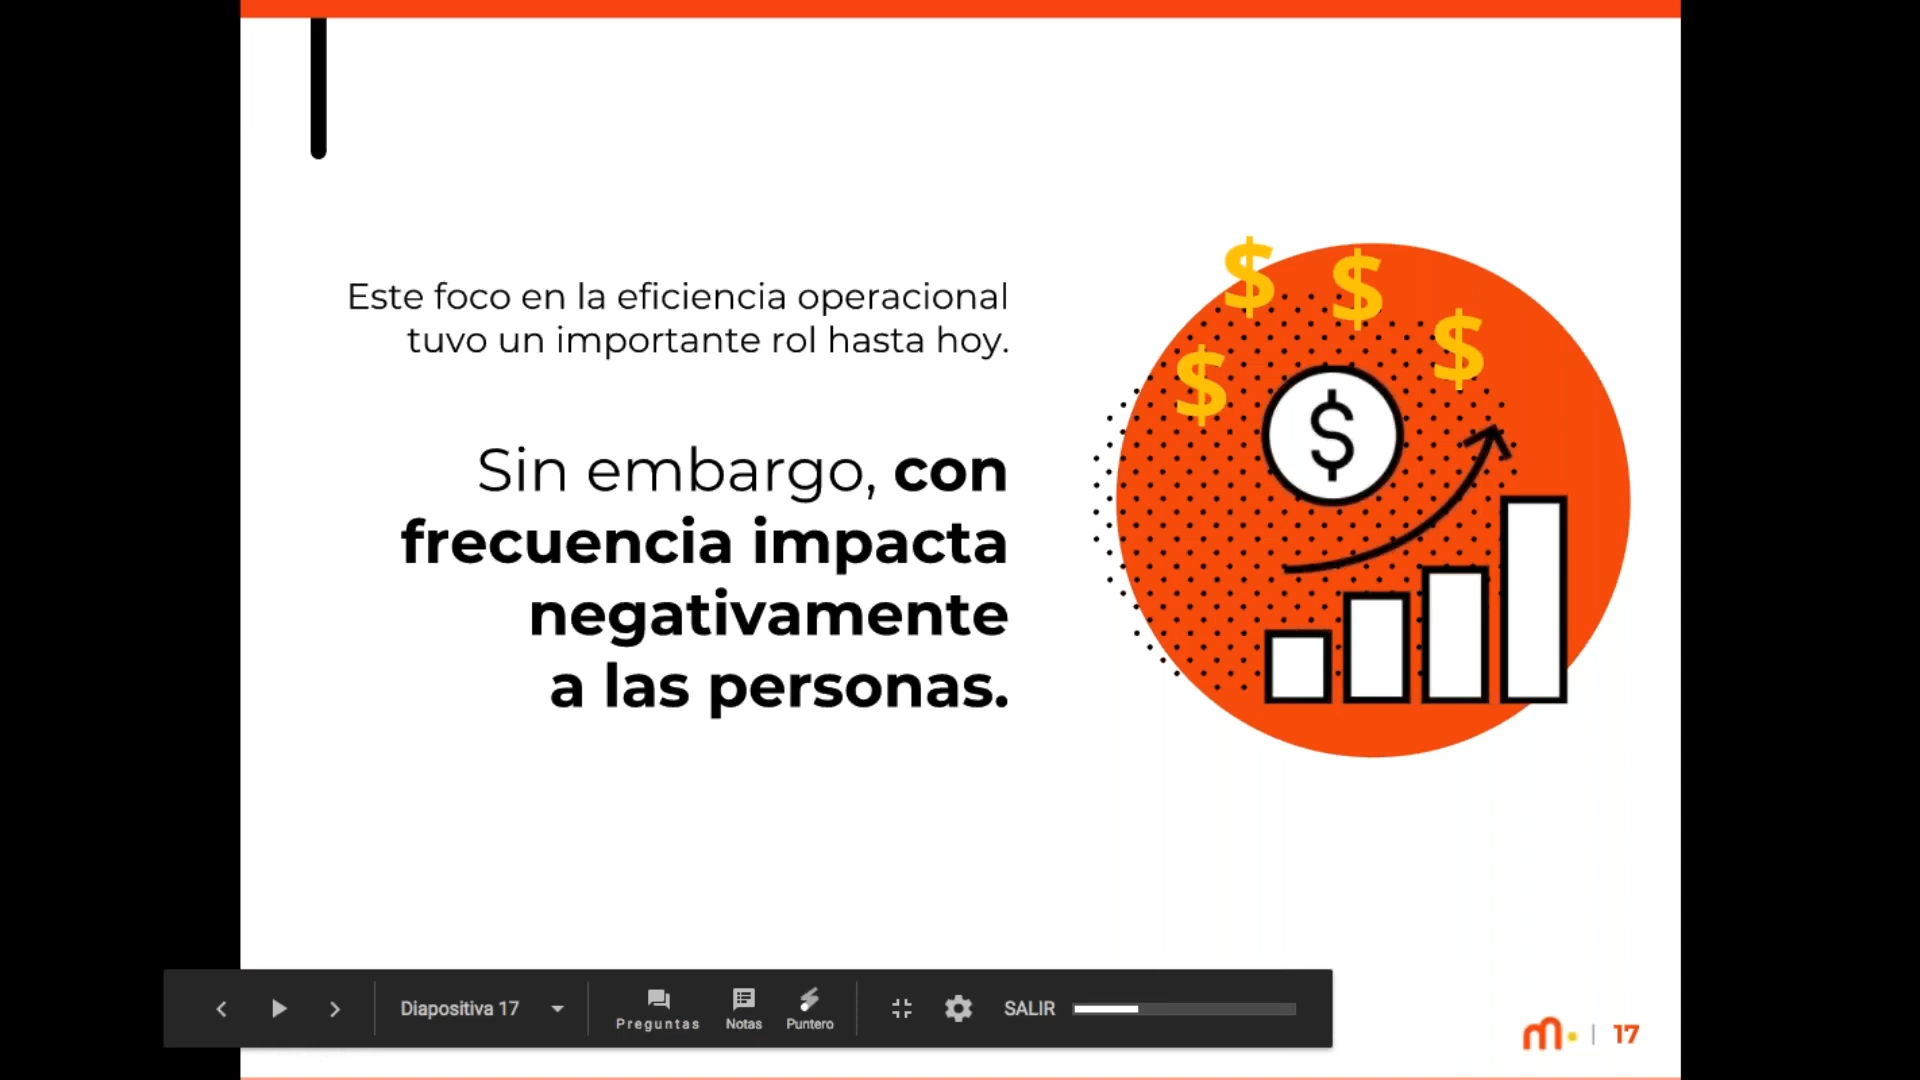 Este foco en la eficiencia operacional
tuvo un importante rol hasta hoy.
Sin embargo, con
frecuencia impacta
negativamente
a las personas.
$ $
$
$
$
Diapositiva 17
Preguntas
Notas
Puntero
SALIR
m.
17